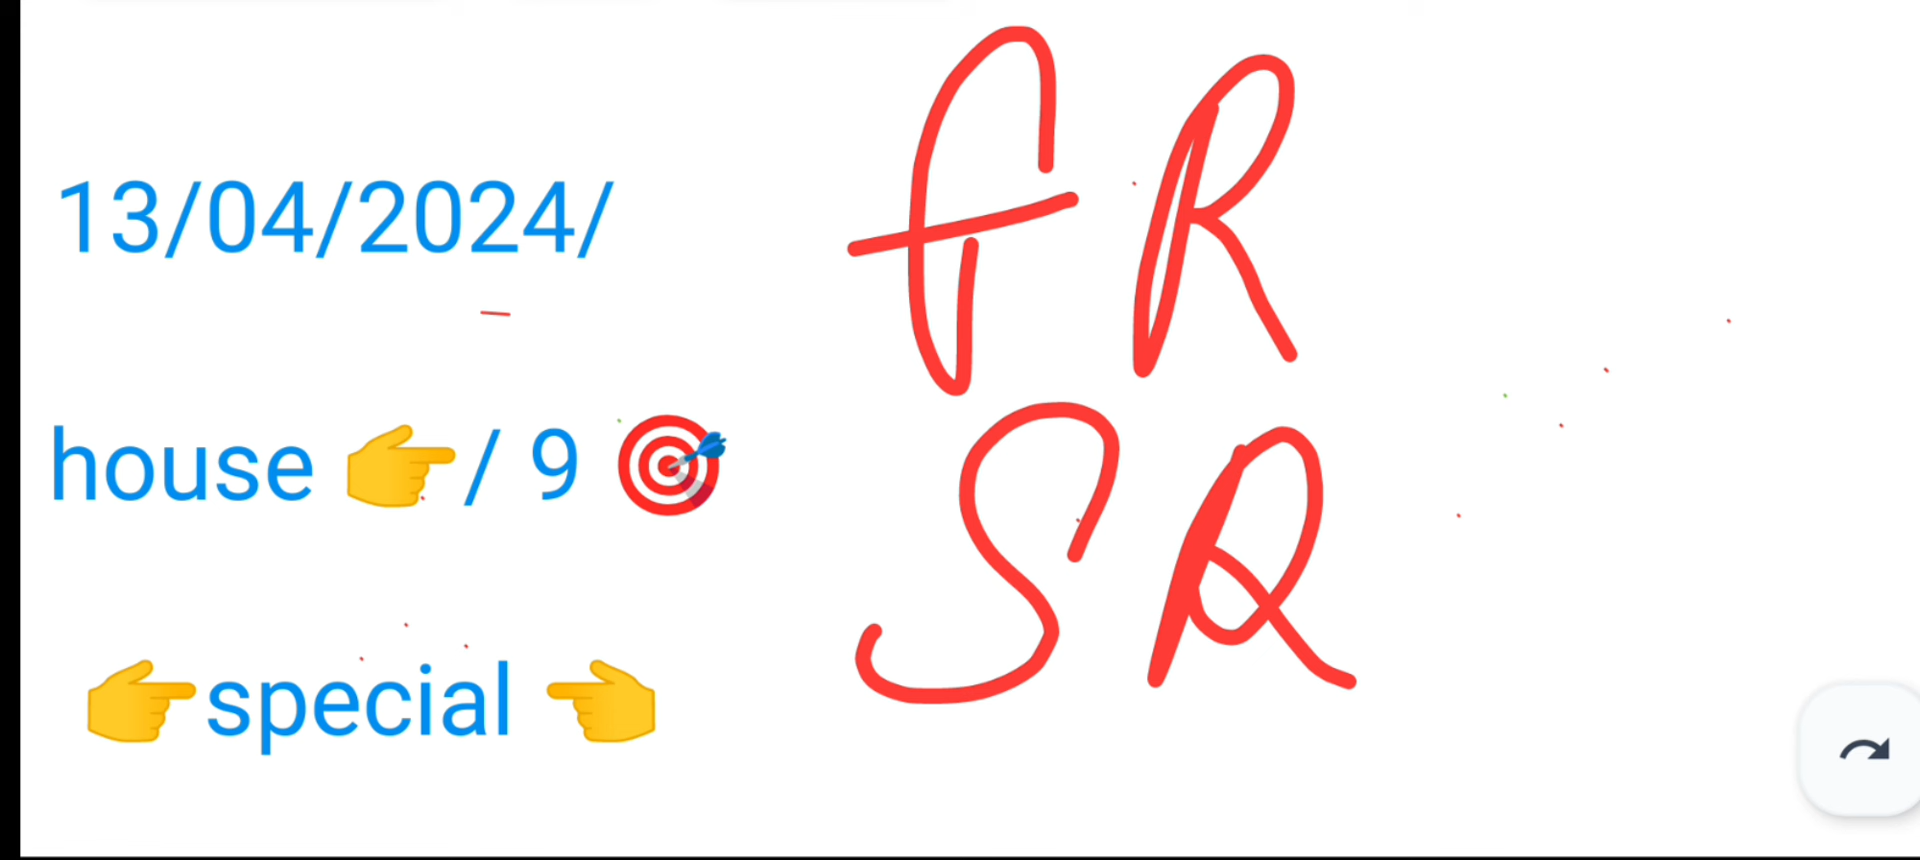 13/04/2024/
house 👉/ 9 🎯
👉special 👈
FR
SR